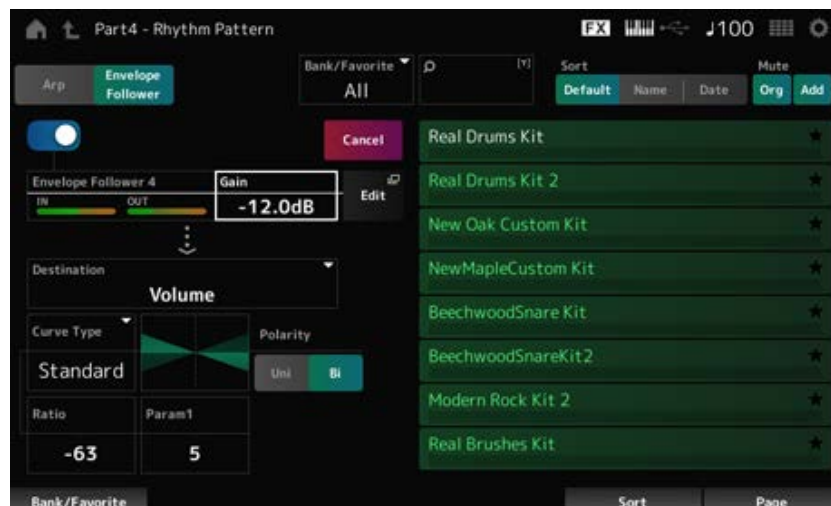 Part4 - Rhythm Pattern
FX
♩100
Arp
Envelope
Follower
Bank/Favorite
All
[Y]
Sort
Default Name Date
Mute
Org Add
Cancel
Envelope Follower 4
IN OUT
Gain
-12.0dB
Edit
Destination
Volume
Curve Type
Standard
Polarity
Uni Bi
Ratio
-63
Param1
5
Real Drums Kit
Real Drums Kit 2
New Oak Custom Kit
NewMapleCustom Kit
BeechwoodSnare Kit
BeechwoodSnareKit2
Modern Rock Kit 2
Real Brushes Kit
Bank/Favorite
Sort
Page